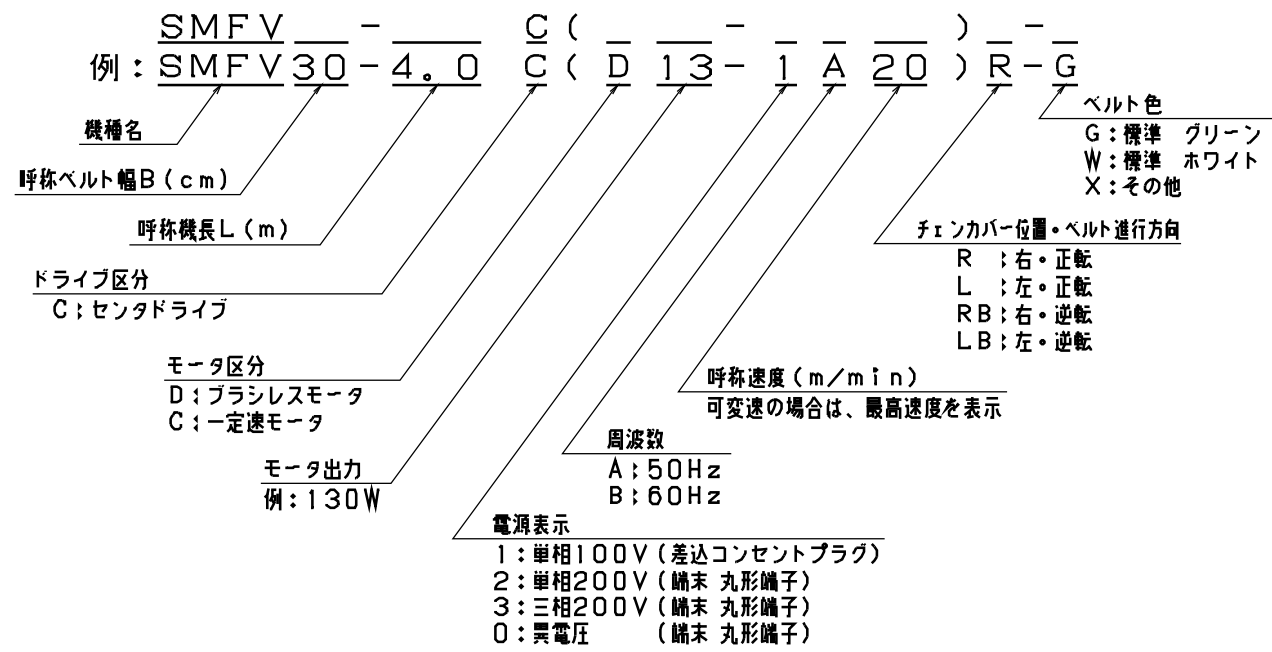 SMFV - C( - ) -
例:SMFV30-4.0 C(D13-1A20)R-G
機種名
呼称ベルト幅B(cm)
呼称機長L(m)
ドライブ区分
C:センタドライブ
モータ区分
D:ブラシレスモータ
C:一定速モータ
モータ出力
例:130W
電源表示
1:単相100V(差込コンセントプラグ)
2:単相200V(端末 丸形端子)
3:三相200V(端末 丸形端子)
0:異電圧 (端末 丸形端子)
周波数
A:50Hz
B:60Hz
呼称速度(m/min)
可変速の場合は、最高速度を表示
チェンカバー位置・ベルト進行方向
R :右・正転
L :左・正転
RB:右・逆転
LB:左・逆転
ベルト色
G:標準 グリーン
W:標準 ホワイト
X:その他